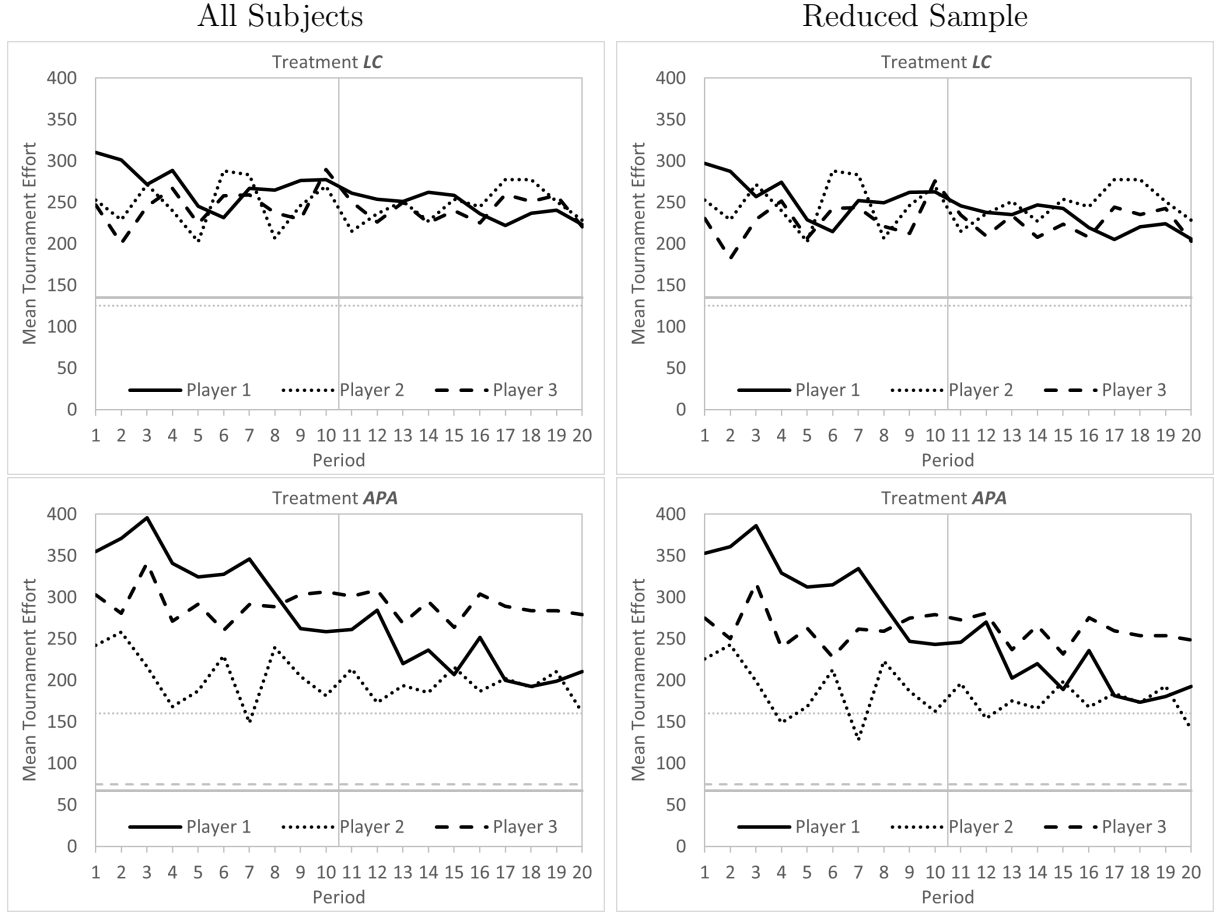 All Subjects
Reduced Sample
Treatment LC
400
350
300
250
200
150
100
50
0
Mean Tournament Effort
Player 1 Player 2 Player 3
1 2 3 4 5 6 7 8 9 10 11 12 13 14 15 16 17 18 19 20
Period
Treatment LC
400
350
300
250
200
150
100
50
0
Mean Tournament Effort
Player 1 Player 2 Player 3
1 2 3 4 5 6 7 8 9 10 11 12 13 14 15 16 17 18 19 20
Period
Treatment APA
400
350
300
250
200
150
100
50
0
Mean Tournament Effort
Player 1 Player 2 Player 3
1 2 3 4 5 6 7 8 9 10 11 12 13 14 15 16 17 18 19 20
Period
Treatment APA
400
350
300
250
200
150
100
50
0
Mean Tournament Effort
Player 1 Player 2 Player 3
1 2 3 4 5 6 7 8 9 10 11 12 13 14 15 16 17 18 19 20
Period